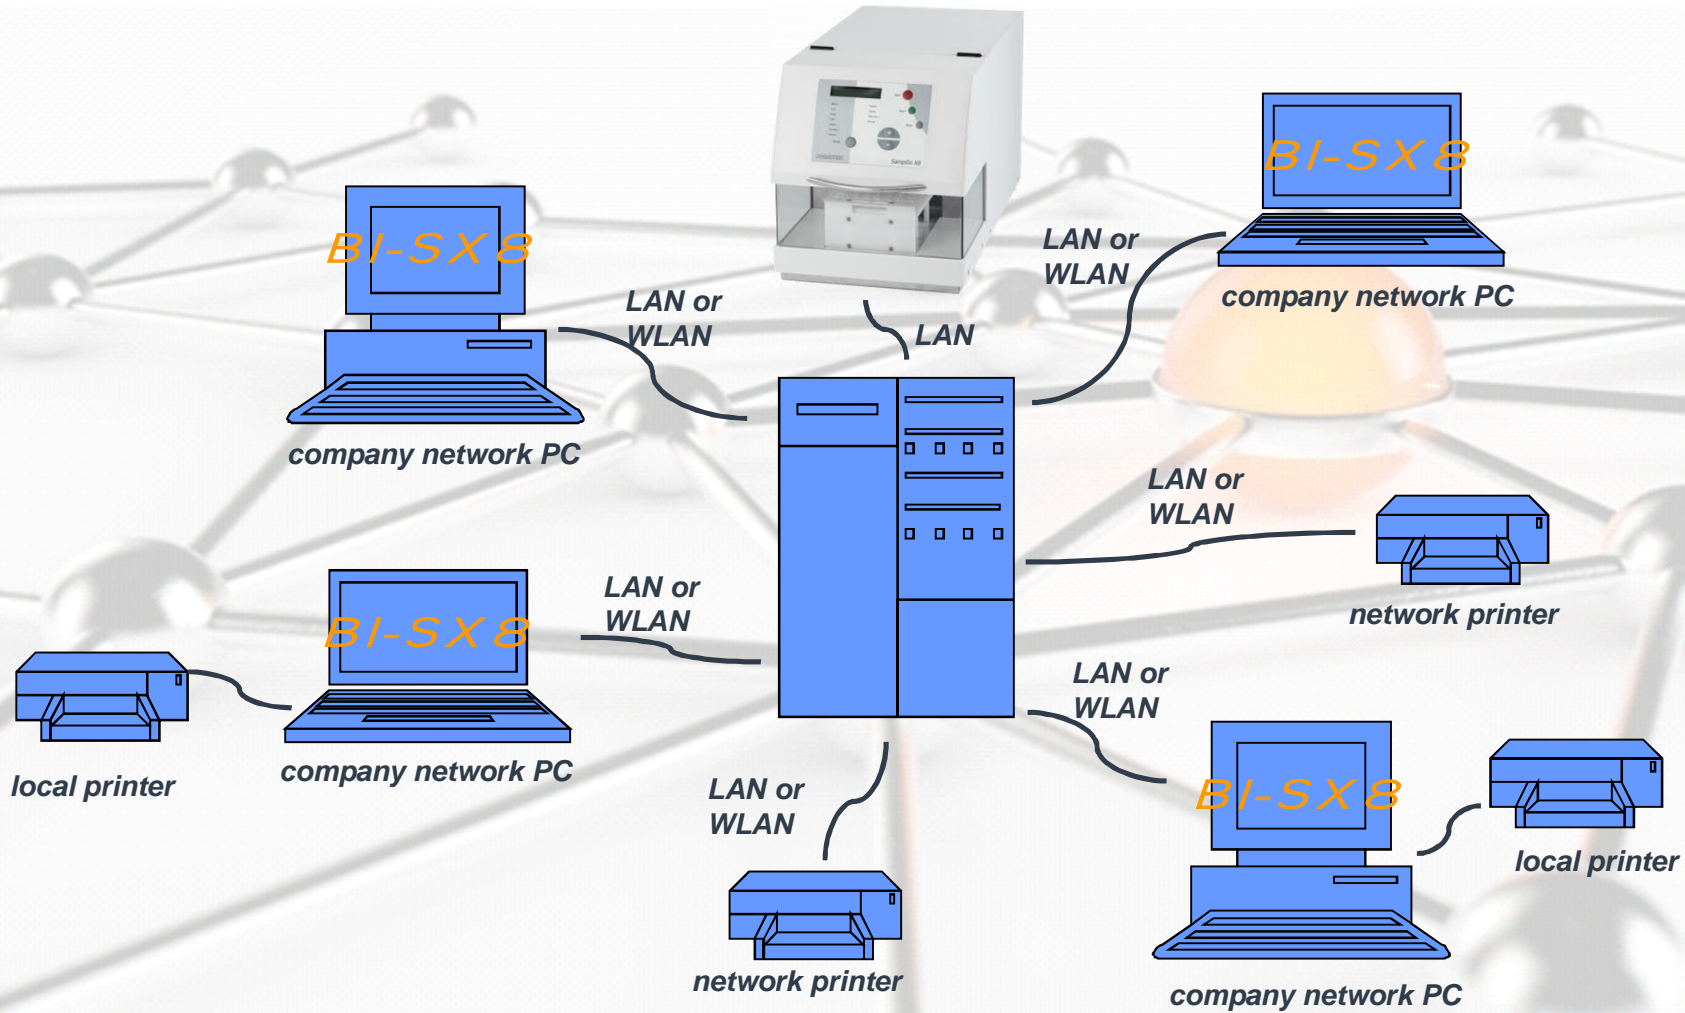 BI-SX8
LAN or
WLAN
company network PC
BI-SX8
LAN or
WLAN
LAN
company network PC
LAN or
WLAN
network printer
BI-SX8
LAN or
WLAN
company network PC
local printer
LAN or
WLAN
network printer
LAN or
WLAN
BI-SX8
local printer
company network PC